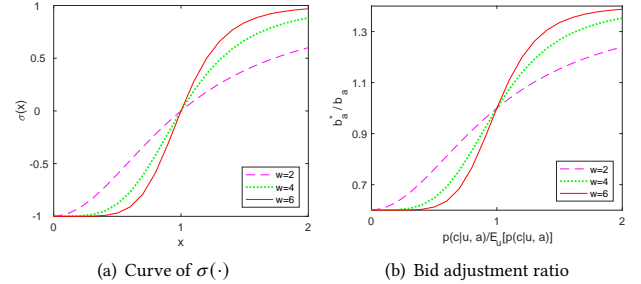 1
0.5
0
-0.5
-1
σ(x)
0
1
2
x
w=2
w=4
w=6
(a) Curve of σ(·)
1.3
1.1
0.9
0.7
b*a / ba
0
1
2
p(c|u, a)/Eu[p(c|u, a)]
w=2
w=4
w=6
(b) Bid adjustment ratio